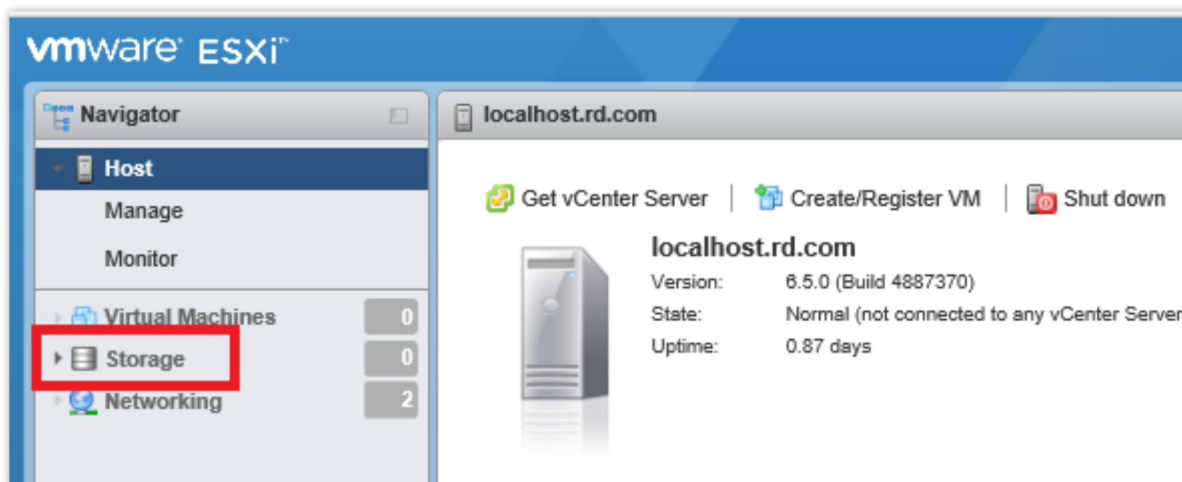 vmware ESXi™
Navigator
localhost.rd.com
Host
Manage
Monitor
Virtual Machines 0
Storage 0
Networking 2
Get vCenter Server | Create/Register VM | Shut down
localhost.rd.com
Version: 6.5.0 (Build 4887370)
State: Normal (not connected to any vCenter Server
Uptime: 0.87 days